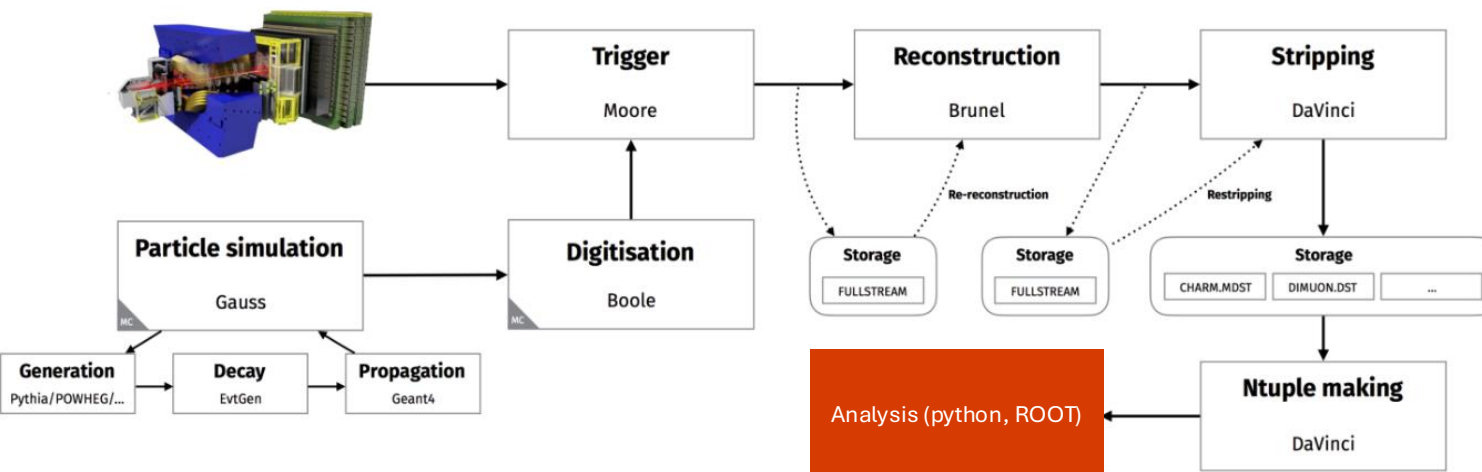 Trigger
Moore
Reconstruction
Brunel
Stripping
DaVinci
Re-reconstruction
Restripping
Particle simulation
Gauss
MC
Digitisation
Boole
MC
Storage
FULLSTREAM
Storage
FULLSTREAM
Storage
CHARM.MDST
DIMUON.DST
...
Generation
Pythia/POWHEG/...
Decay
EvtGen
Propagation
Geant4
Analysis (python, ROOT)
Ntuple making
DaVinci